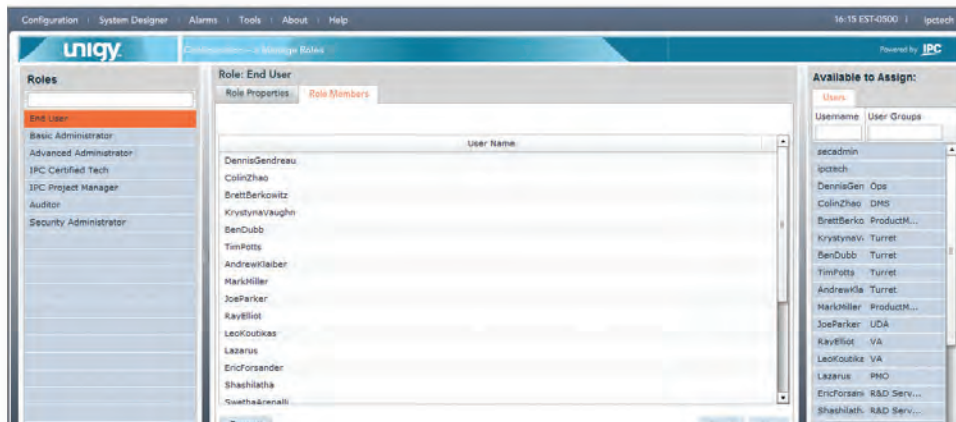 Configuration System Designer Alarms Tools About Help 16:15 EST-0500 ipctech
unigy Manage Roles Powered by IPC
Roles
End User
Basic Administrator
Advanced Administrator
IPC Certified Tech
IPC Project Manager
Auditor
Security Administrator
Role: End User
Role Properties Role Members
User Name
DennisGendreau
ColinZhao
BrettBerkowitz
KrystynaVaughn
BenDubb
TimPotts
AndrewKlaiber
MarkMiller
JoeParker
RayElliot
LeoKoutikas
Lazarus
EricForsander
Shashilatha
SwethaArenalli
Available to Assign:
Users
Username User Groups
secadmin
ipctech
DennisGen Ops
ColinZhao DMS
BrettBerko ProductM...
KrystynaV. Turret
BenDubb Turret
TimPotts Turret
AndrewKla Turret
MarkMiller ProductM...
JoeParker UDA
RayElliot VA
LeoKoutika VA
Lazarus PMO
EricForsan R&D Serv...
Shashilath. R&D Serv...